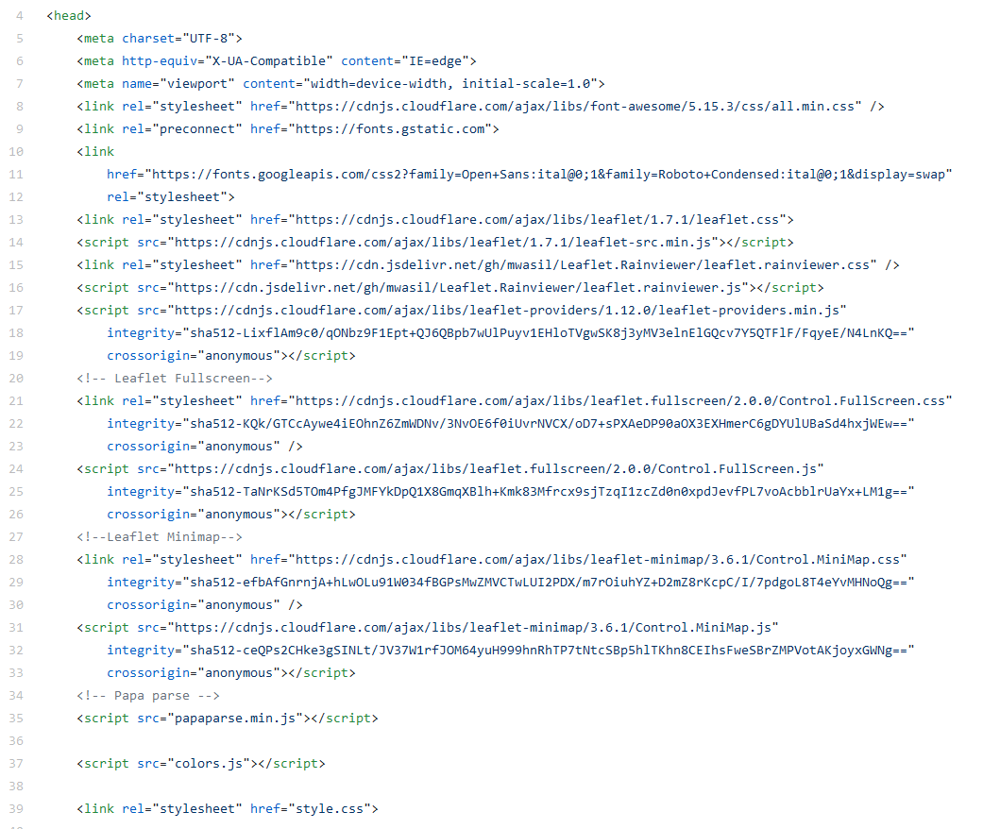 4 <head>
5 <meta charset="UTF-8">
6 <meta http-equiv="X-UA-Compatible" content="IE=edge">
7 <meta name="viewport" content="width=device-width, initial-scale=1.0">
8 <link rel="stylesheet" href="https://cdnjs.cloudflare.com/ajax/libs/font-awesome/5.15.3/css/all.min.css" />
9 <link rel="preconnect" href="https://fonts.gstatic.com">
10 <link
11 href="https://fonts.googleapis.com/css2?family=Open+Sans:ital@0;1&family=Roboto+Condensed:ital@0;1&display=swap"
12 rel="stylesheet">
13 <link rel="stylesheet" href="https://cdnjs.cloudflare.com/ajax/libs/leaflet/1.7.1/leaflet.css">
14 <script src="https://cdnjs.cloudflare.com/ajax/libs/leaflet/1.7.1/leaflet-src.min.js"></script>
15 <link rel="stylesheet" href="https://cdn.jsdelivr.net/gh/mwasil/Leaflet.Rainviewer/leaflet.rainviewer.css" />
16 <script src="https://cdn.jsdelivr.net/gh/mwasil/Leaflet.Rainviewer/leaflet.rainviewer.js"></script>
17 <script src="https://cdnjs.cloudflare.com/ajax/libs/leaflet-providers/1.12.0/leaflet-providers.min.js"
18 integrity="sha512-LixflAm9c0/qONbz9F1Ept+QJ6QBpb7wUlPuyv1EHloTVgwSK8j3yMV3elnElGQcv7Y5QTFlF/FqyeE/N4LnKQ=="
19 crossorigin="anonymous"></script>
20 <!-- Leaflet Fullscreen-->
21 <link rel="stylesheet" href="https://cdnjs.cloudflare.com/ajax/libs/leaflet.fullscreen/2.0.0/Control.FullScreen.css"
22 integrity="sha512-KQk/GTCcAywe4iEOhnZ6ZmWDNv/3NvOE6f0iUvrNVCX/oD7+sPXAeDP90aOX3EXHmerC6gDYUlUBaSd4hxjWEw=="
23 crossorigin="anonymous" />
24 <script src="https://cdnjs.cloudflare.com/ajax/libs/leaflet.fullscreen/2.0.0/Control.FullScreen.js"
25 integrity="sha512-TaNrKSd5TOm4PfgJMFYkDpQ1X8GmqXBlh+Kmk83Mfrcx9sjTzqI1zcZd0n0xpdJevfPL7voAcbblrUaYx+LM1g=="
26 crossorigin="anonymous"></script>
27 <!--Leaflet Minimap-->
28 <link rel="stylesheet" href="https://cdnjs.cloudflare.com/ajax/libs/leaflet-minimap/3.6.1/Control.MiniMap.css"
29 integrity="sha512-efbAfGnrnjA+hLwOLu91W034fBGPsMwZMVCTwLUI2PDX/m7rOiuhYZ+D2mZ8rKcpC/I/7pdgoL8T4eYvMHNoQg=="
30 crossorigin="anonymous" />
31 <script src="https://cdnjs.cloudflare.com/ajax/libs/leaflet-minimap/3.6.1/Control.MiniMap.js"
32 integrity="sha512-ceQPs2CHke3gSINLt/JV37W1rfJOM64yuH999hnRhTP7tNtcSBp5hlTKhn8CEIhsFweSBrZMPVotAKjoyxGWNg=="
33 crossorigin="anonymous"></script>
34 <!-- Papa parse -->
35 <script src="papaparse.min.js"></script>
36
37 <script src="colors.js"></script>
38
39 <link rel="stylesheet" href="style.css">